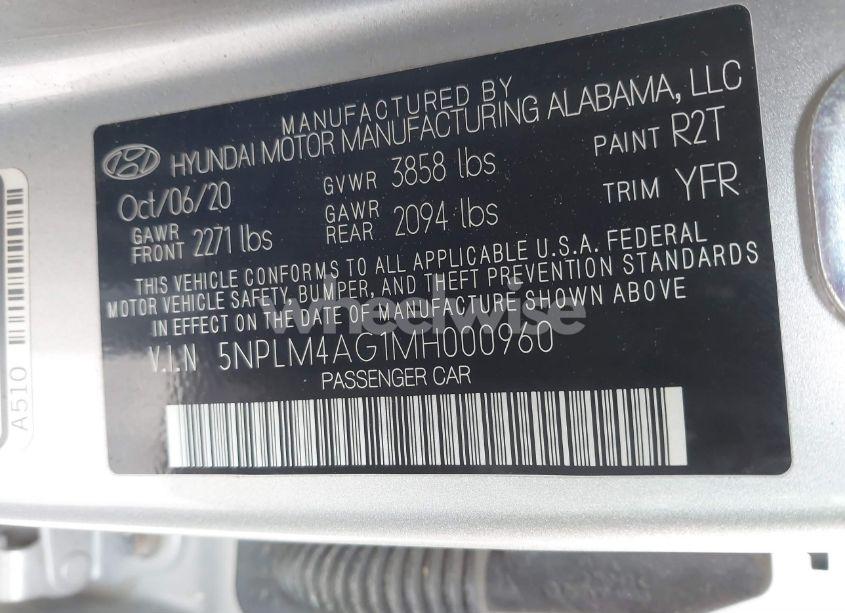 MANUFACTURED BY
HYUNDAI MOTOR MANUFACTURING ALABAMA, LLC
Oct/06/20 GVWR 3858 lbs PAINT R2T
GAWR FRONT 2271 lbs GAWR REAR 2094 lbs TRIM YFR
THIS VEHICLE CONFORMS TO ALL APPLICABLE U.S.A. FEDERAL
MOTOR VEHICLE SAFETY, BUMPER, AND THEFT PREVENTION STANDARDS
IN EFFECT ON THE DATE OF MANUFACTURE SHOWN ABOVE
V.I.N 5NPLM4AG1MH000960
PASSENGER CAR
A510
wheelwise